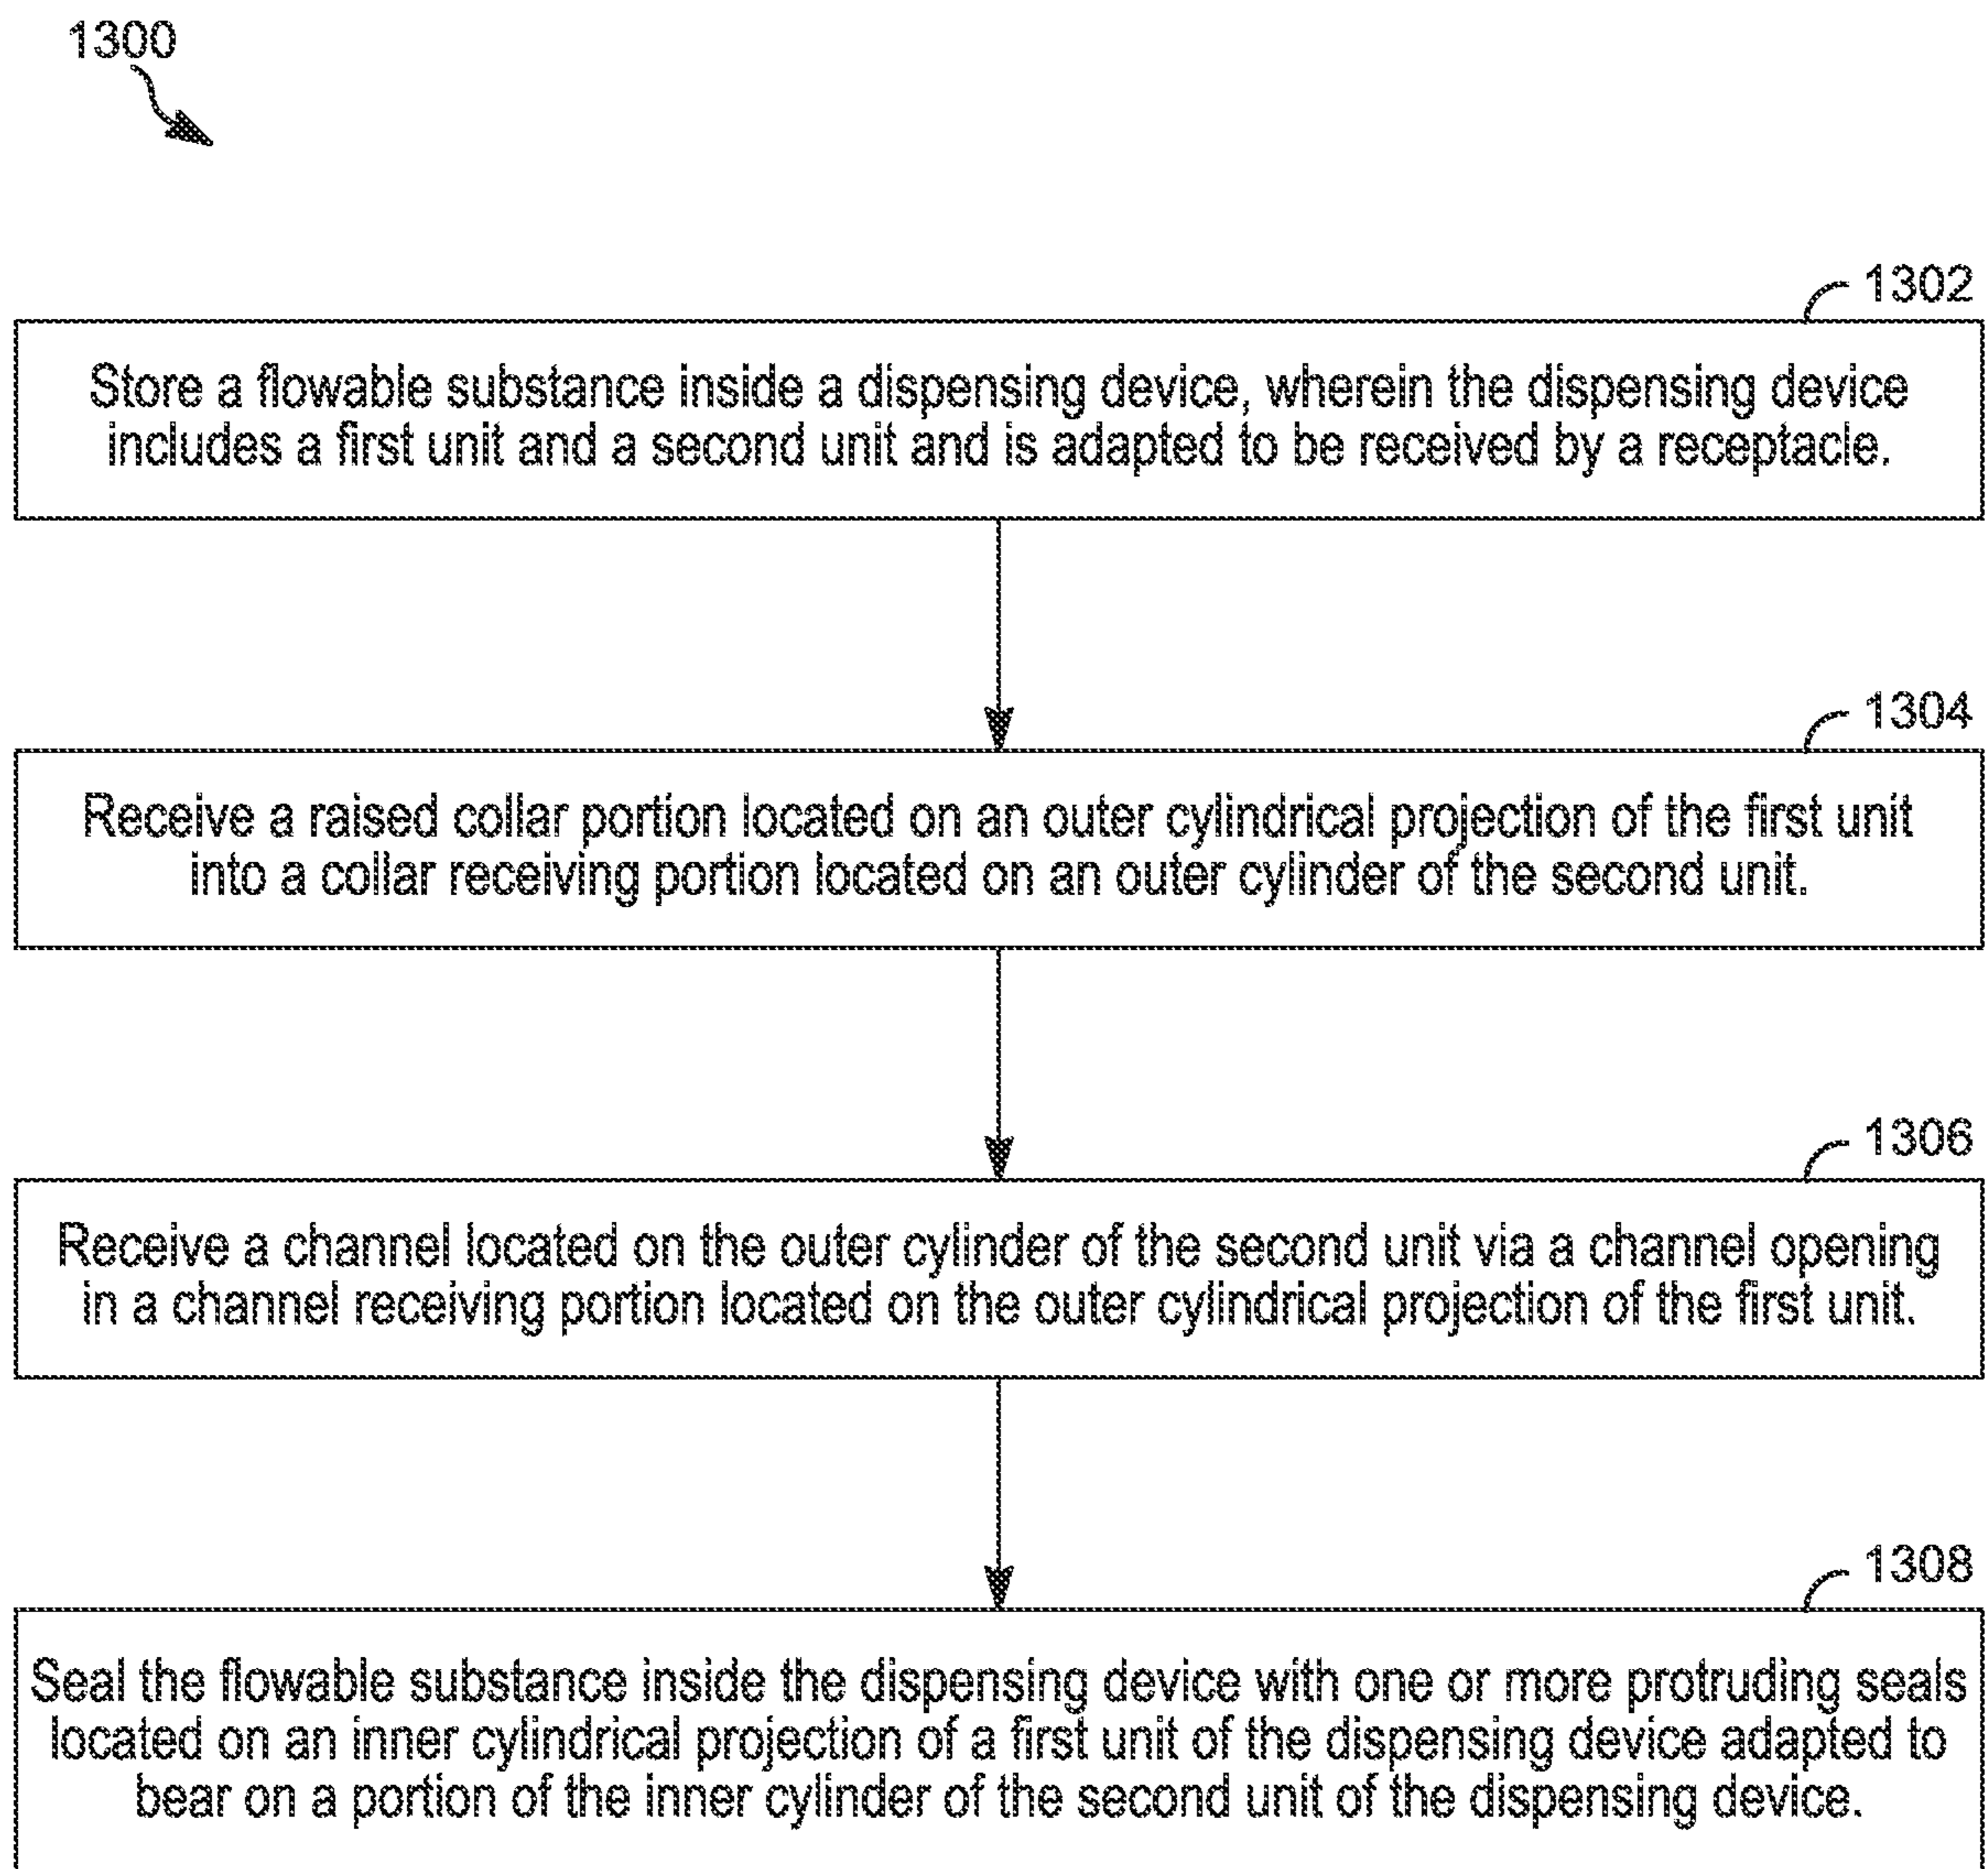 1300
1302
Store a flowable substance inside a dispensing device, wherein the dispensing device
includes a first unit and a second unit and is adapted to be received by a receptacle.
1304
Receive a raised collar portion located on an outer cylindrical projection of the first unit
into a collar receiving portion located on an outer cylinder of the second unit.
1306
Receive a channel located on the outer cylinder of the second unit via a channel opening
in a channel receiving portion located on the outer cylindrical projection of the first unit.
1308
Seal the flowable substance inside the dispensing device with one or more protruding seals
located on an inner cylindrical projection of a first unit of the dispensing device adapted to
bear on a portion of the inner cylinder of the second unit of the dispensing device.